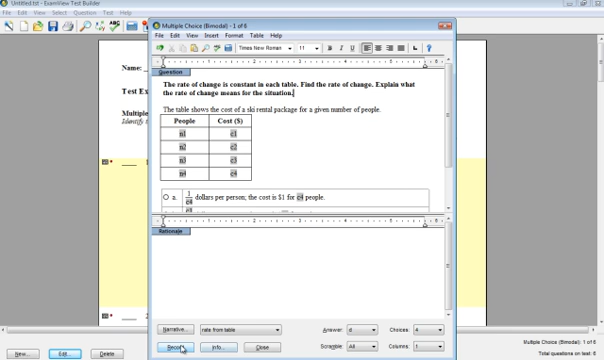 Untitled.tst - ExamView Test Builder
File Edit View Insert Select Question Test Help
Multiple Choice (Bimodal) - 1 of 6
File Edit View Insert Format Table Help
Times New Roman 11 B I U
Question
Name:
The rate of change is constant in each table. Find the rate of change. Explain what
the rate of change means for the situation.
Test Ex
The table shows the cost of a ski rental package for a given number of people.
Multiple
Identify
People Cost ($)
n1 c1
n2 c2
n3 c3
n4 c4
a. 1/c4 dollars per person; the cost is $1 for c4 people.
Rationale
Narrative... rate from table Answer: d Choices: 4
Record Info... Close Scramble: All Columns: 1
New... Edit... Delete
Multiple Choice (Bimodal): 1 of 6
Total questions on test: 6